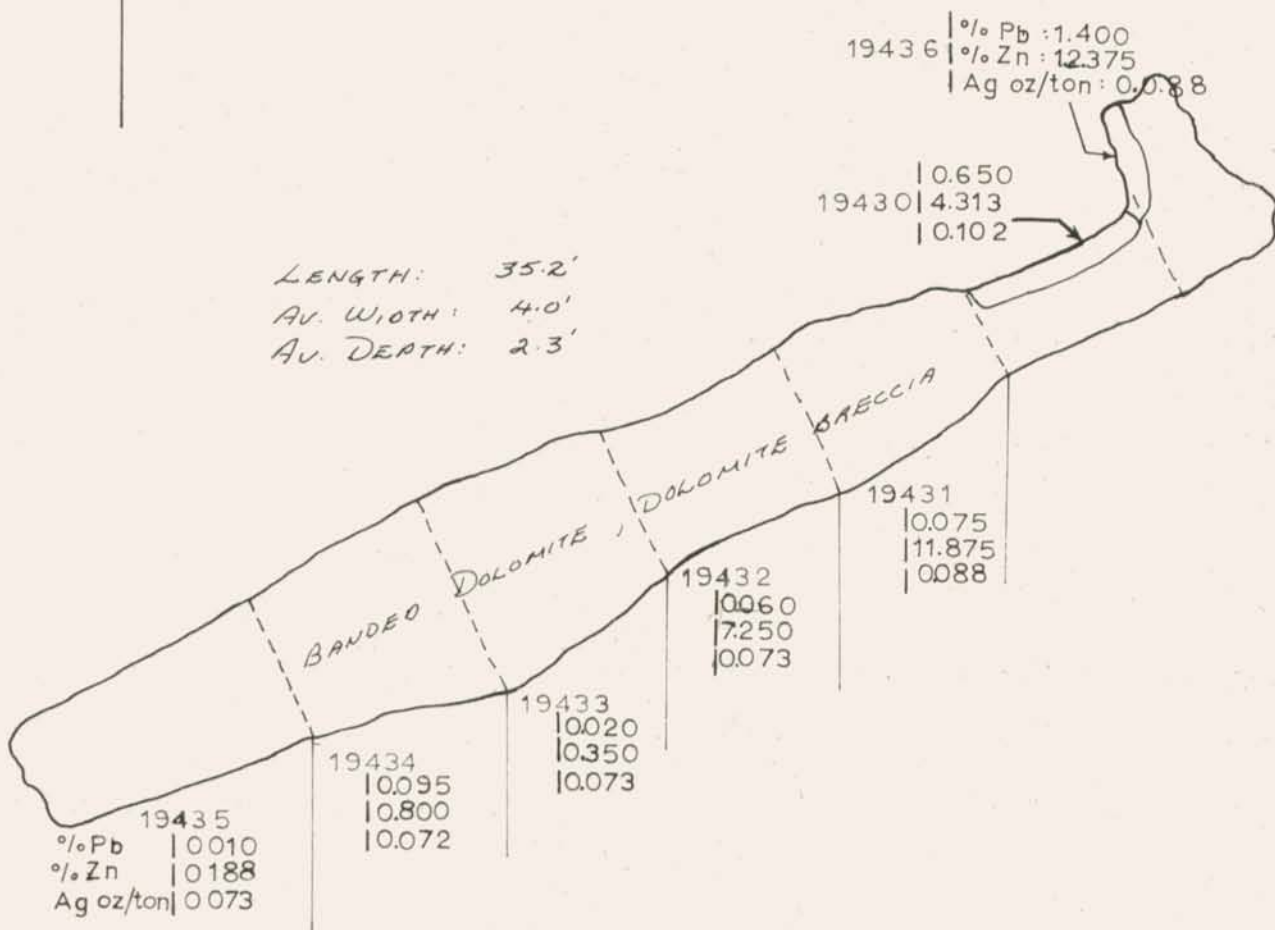 % Pb : 1.400
19436 % Zn : 12.375
Ag oz/ton : 0.0.88
0.650
19430 4.313
0.102
LENGTH: 35.2'
AV. WIDTH: 4.0'
AV. DEPTH: 2.3'
BANDED DOLOMITE, DOLOMITE BRECCIA
19431
0.075
11.875
0.088
19432
0.060
7.250
0.073
19433
0.020
0.350
0.073
19434
0.095
0.800
0.072
19435
% Pb 0 010
% Zn 0 188
Ag oz/ton 0 073